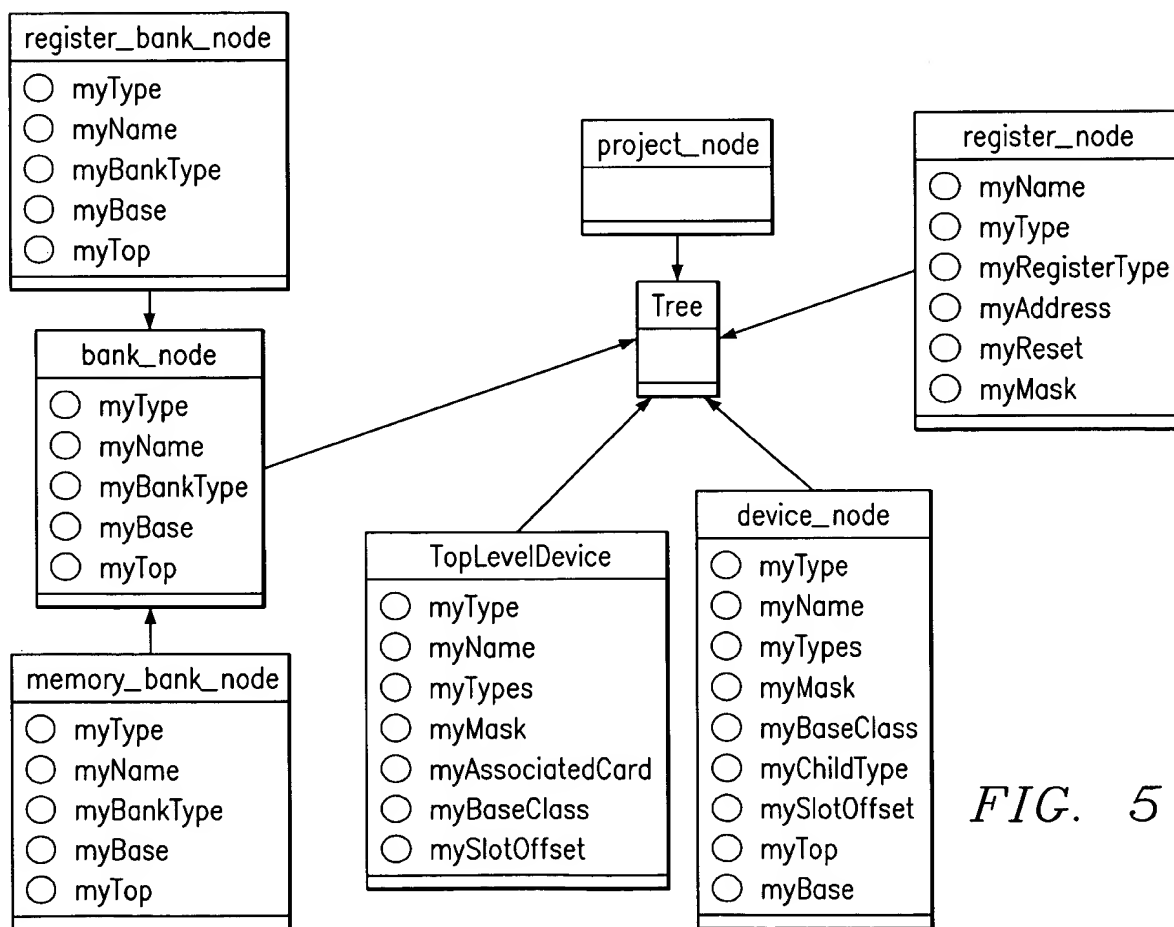 register_bank_node
myType
myName
myBankType
myBase
myTop
bank_node
myType
myName
myBankType
myBase
myTop
memory_bank_node
myType
myName
myBankType
myBase
myTop
project_node
Tree
TopLevelDevice
myType
myName
myTypes
myMask
myAssociatedCard
myBaseClass
mySlotOffset
device_node
myType
myName
myTypes
myMask
myBaseClass
myChildType
mySlotOffset
myTop
myBase
register_node
myName
myType
myRegisterType
myAddress
myReset
myMask
FIG. 5